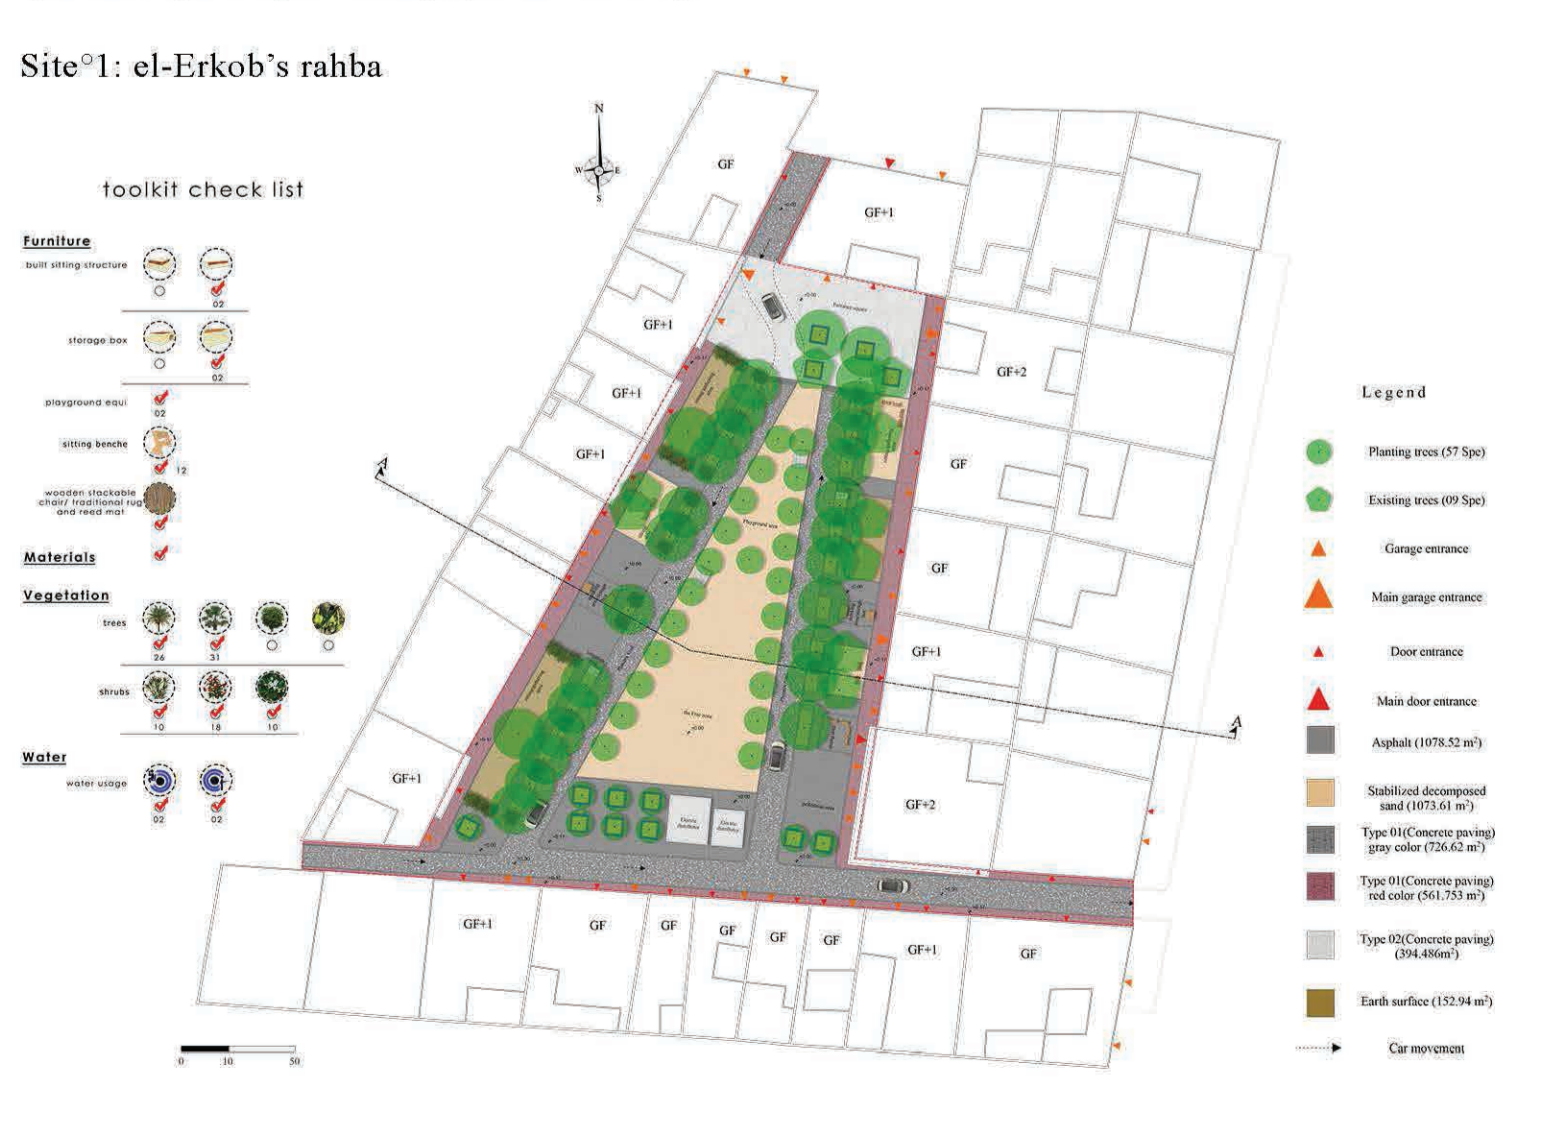 Site°1: el-Erkob's rahba
toolkit check list
Furniture
built sitting structure
02
storage box
02
playground equi
02
sitting benche
12
wooden stackable
chair/ traditional rug
and reed mat
Materials
Vegetation
trees
26
31
shrubs
10
18
10
Water
water usage
02
02
0
10
50
N
W
E
S
GF
GF+1
GF+1
GF+1
GF+1
GF+2
GF
GF
GF+1
GF+2
GF+1
GF+1
GF
GF
GF
GF
GF
GF+1
GF
A
A
Playground area
Electric
distributor
Electric
distributor
Legend
Planting trees (57 Spe)
Existing trees (09 Spe)
Garage entrance
Main garage entrance
Door entrance
Main door entrance
Asphalt (1078.52 m²)
Stabilized decomposed
sand (1073.61 m²)
Type 01(Concrete paving)
gray color (726.62 m²)
Type 01(Concrete paving)
red color (561.753 m²)
Type 02(Concrete paving)
(394.486m²)
Earth surface (152.94 m²)
Car movement